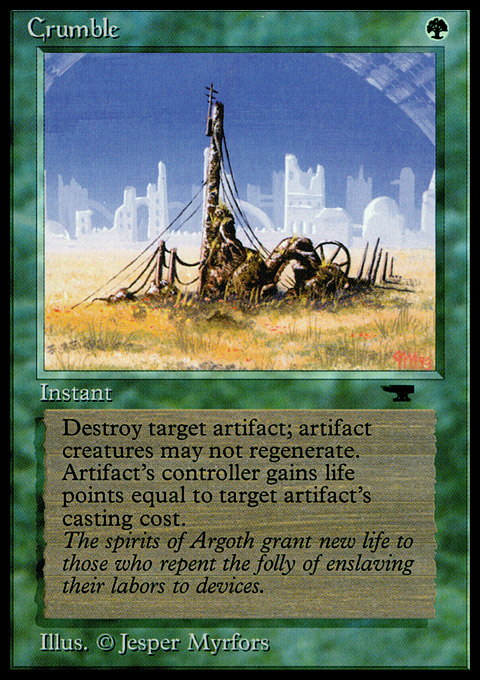 Crumble
Instant
Destroy target artifact; artifact
creatures may not regenerate.
Artifact's controller gains life
points equal to target artifact's
casting cost.
The spirits of Argoth grant new life to
those who repent the folly of enslaving
their labors to devices.
Illus. © Jesper Myrfors